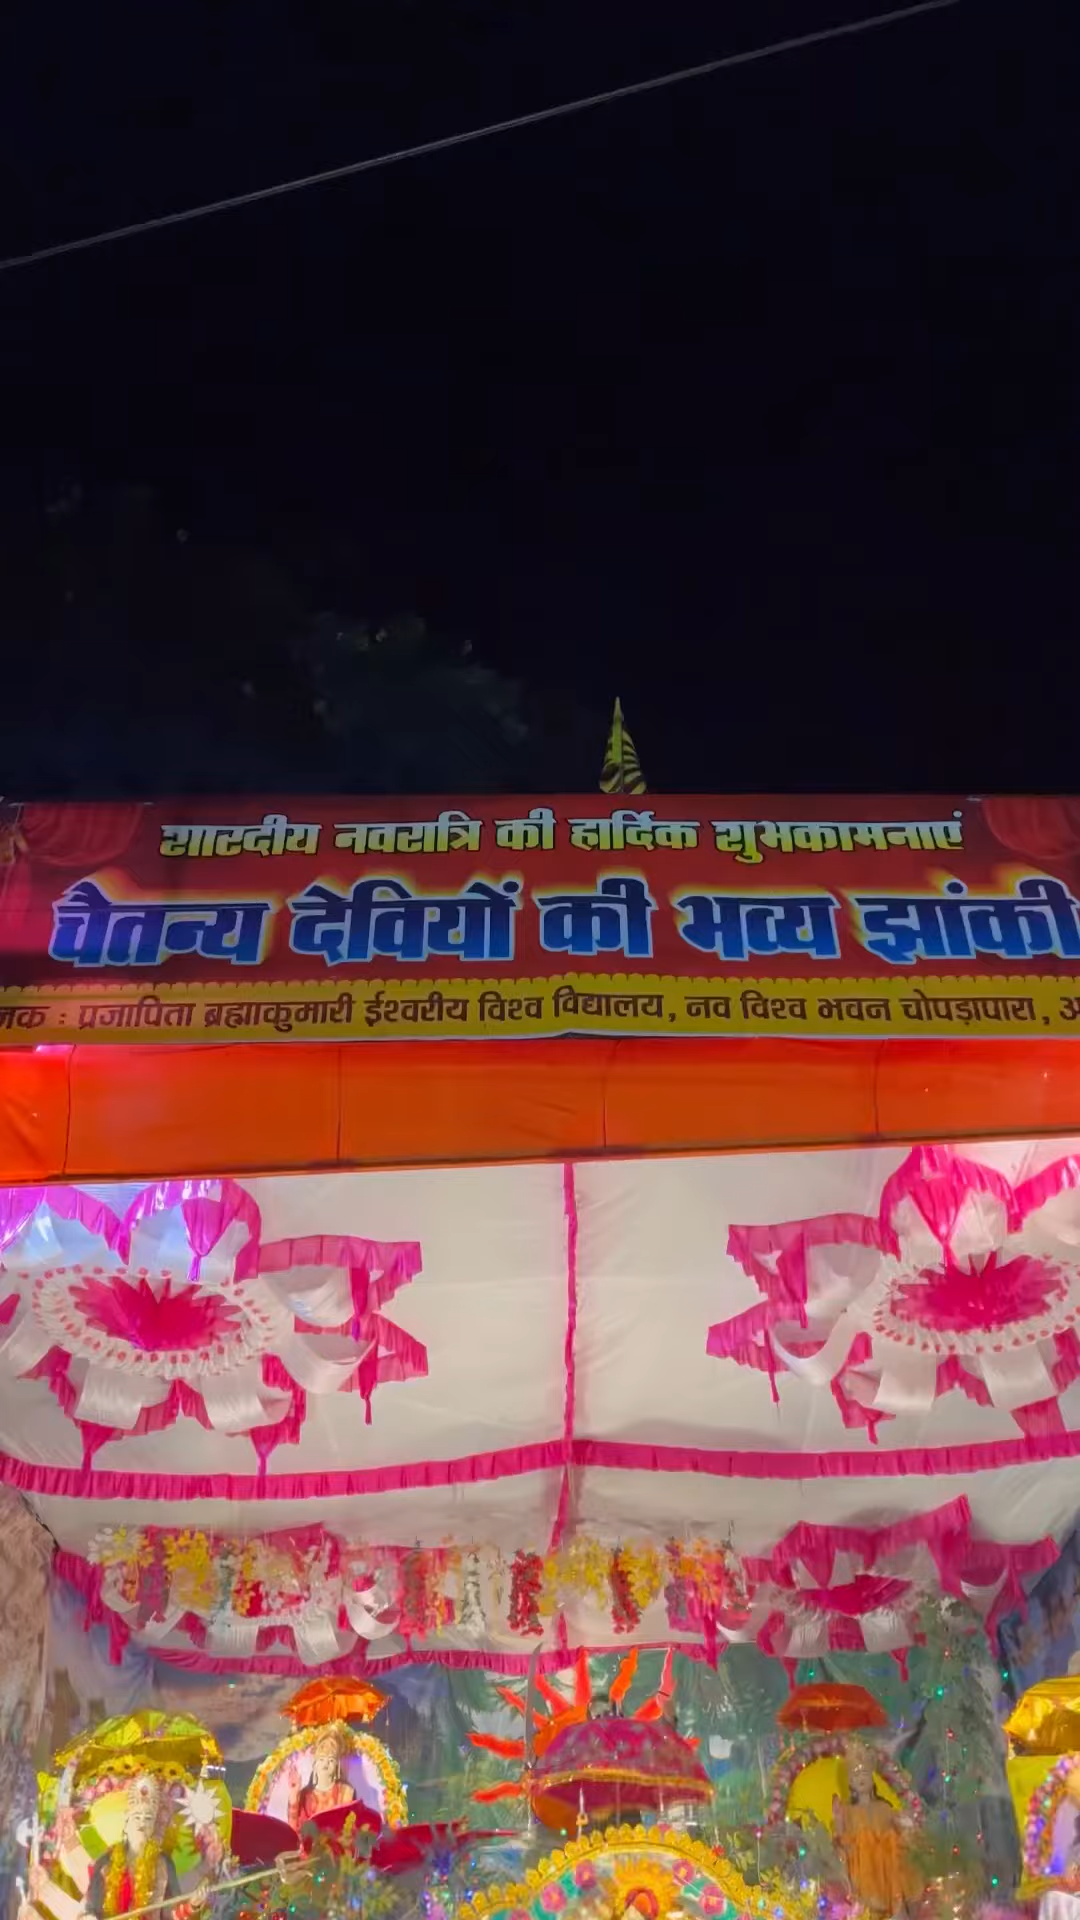 शारदीय नवरात्रि की हार्दिक शुभकामनाएं
चैतन्य देवियों की भव्य झांकी
प्रजापिता ब्रह्माकुमारी ईश्वरीय विश्व विद्यालय, नव विश्व भवन चोपड़ापारा,